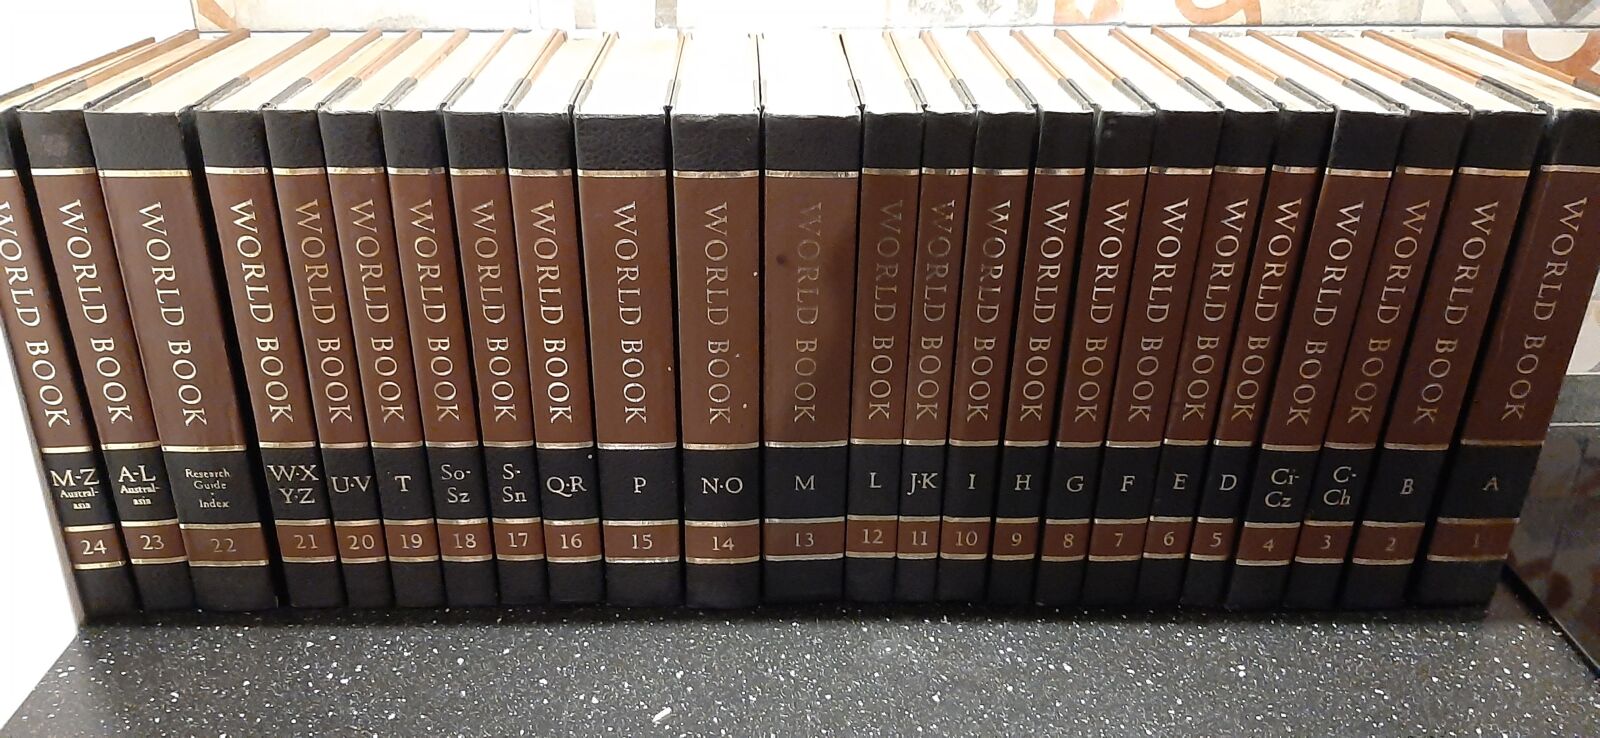 WORLD BOOK
WORLD BOOK
M-Z
Austral-
asia
24
WORLD BOOK
A-L
Austral-
asia
23
WORLD BOOK
Research
Guide
·
Index
22
WORLD BOOK
W·X
Y·Z
21
WORLD BOOK
U·V
20
WORLD BOOK
T
19
WORLD BOOK
So-
Sz
18
WORLD BOOK
S-
Sn
17
WORLD BOOK
Q·R
16
WORLD BOOK
P
15
WORLD BOOK
N·O
14
WORLD BOOK
M
13
WORLD BOOK
L
12
WORLD BOOK
J·K
11
WORLD BOOK
I
10
WORLD BOOK
H
9
WORLD BOOK
G
8
WORLD BOOK
F
7
WORLD BOOK
E
6
WORLD BOOK
D
5
WORLD BOOK
Ci-
Cz
4
WORLD BOOK
C-
Ch
3
WORLD BOOK
B
2
WORLD BOOK
A
1
WORLD BOOK